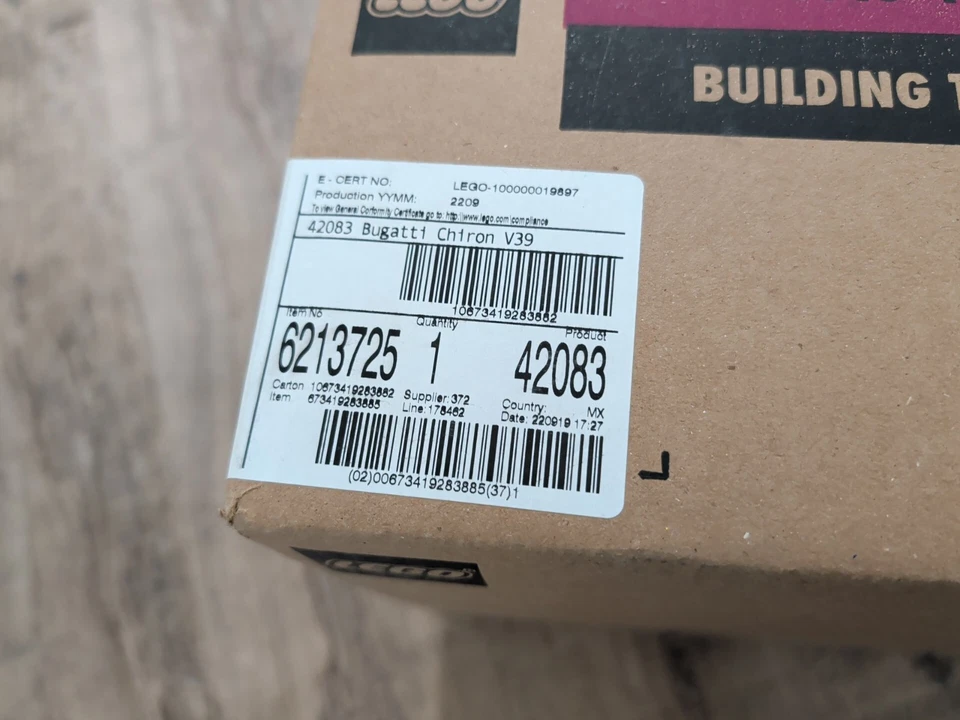 LEGO
BUILDING
E - CERT NO: LEGO-100000019897
Production YYMM: 2209
To view General Conformity Certificate go to: http://www.lego.com/compliance
42083 Bugatti Chiron V39
10673419283882
Item No Quantity Product
6213725 1 42083
Carton 10673419283882 Supplier: 372 Country: MX
Item 673419283885 Line: 178462 Date: 220919 17:27
(02)00673419283885(37)1
LEGO